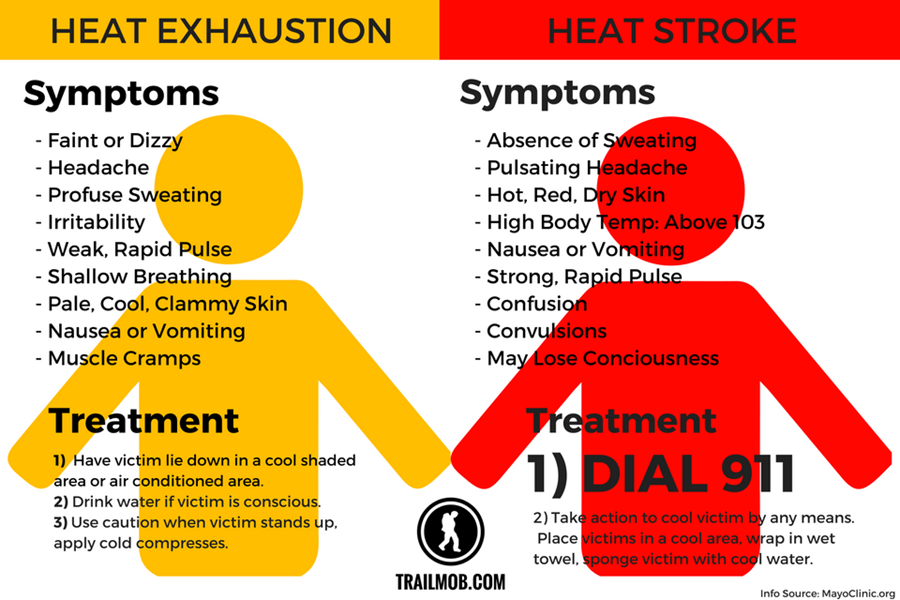 HEAT EXHAUSTION
Symptoms
- Faint or Dizzy
- Headache
- Profuse Sweating
- Irritability
- Weak, Rapid Pulse
- Shallow Breathing
- Pale, Cool, Clammy Skin
- Nausea or Vomiting
- Muscle Cramps
Treatment
1) Have victim lie down in a cool shaded
area or air conditioned area.
2) Drink water if victim is conscious.
3) Use caution when victim stands up,
apply cold compresses.
HEAT STROKE
Symptoms
- Absence of Sweating
- Pulsating Headache
- Hot, Red, Dry Skin
- High Body Temp: Above 103
- Nausea or Vomiting
- Strong, Rapid Pulse
- Confusion
- Convulsions
- May Lose Conciousness
Treatment
1) DIAL 911
2) Take action to cool victim by any means.
Place victims in a cool area, wrap in wet
towel, sponge victim with cool water.
TRAILMOB.COM
Info Source: MayoClinic.org